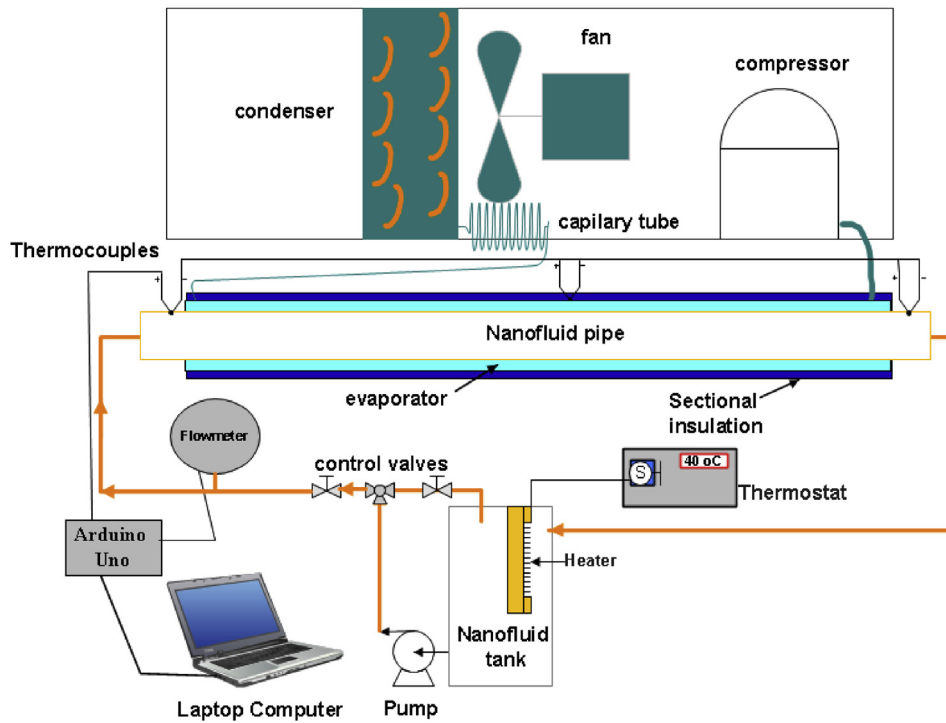 fan
compressor
condenser
capilary tube
Thermocouples
+
-
+
-
+
-
Nanofluid pipe
evaporator
Sectional
insulation
Flowmeter
control valves
S
40 oC
Thermostat
Arduino
Uno
Heater
Nanofluid
tank
Laptop Computer
Pump